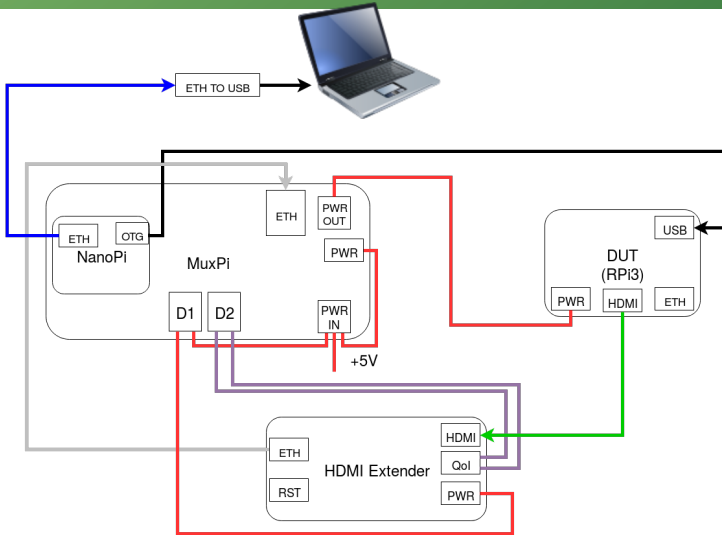 ETH TO USB
ETH
OTG
NanoPi
MuxPi
ETH
PWR
OUT
PWR
D1
D2
PWR
IN
+5V
USB
DUT
(RPi3)
PWR
HDMI
ETH
ETH
RST
HDMI Extender
HDMI
QoI
PWR